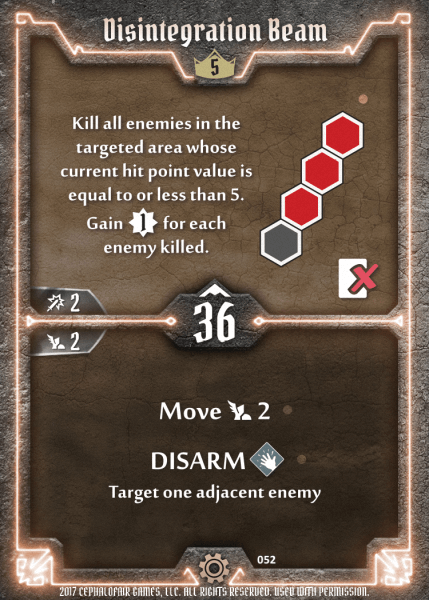 Disintegration Beam
5
Kill all enemies in the
targeted area whose
current hit point value is
equal to or less than 5.
Gain 1 for each
enemy killed.
2
36
2
Move 2
DISARM
Target one adjacent enemy
052
2017 CEPHALOFAIR GAMES, LLC. ALL RIGHTS RESERVED. USED WITH PERMISSION.